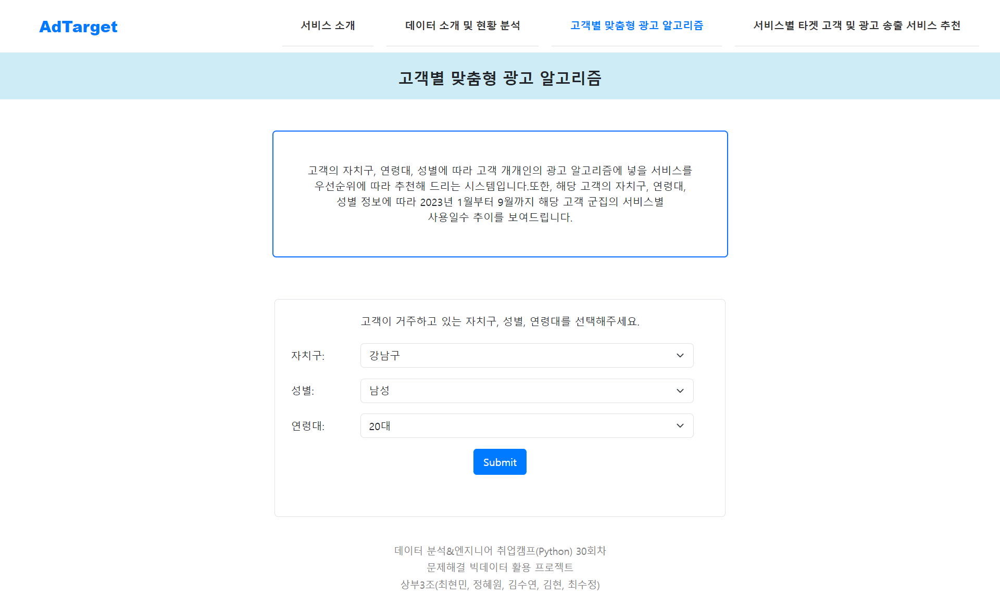 AdTarget
서비스 소개
데이터 소개 및 현황 분석
고객별 맞춤형 광고 알고리즘
서비스별 타겟 고객 및 광고 송출 서비스 추천
고객별 맞춤형 광고 알고리즘
고객의 자치구, 연령대, 성별에 따라 고객 개개인의 광고 알고리즘에 넣을 서비스를
우선순위에 따라 추천해 드리는 시스템입니다.또한, 해당 고객의 자치구, 연령대,
성별 정보에 따라 2023년 1월부터 9월까지 해당 고객 군집의 서비스별
사용일수 추이를 보여드립니다.
고객이 거주하고 있는 자치구, 성별, 연령대를 선택해주세요.
자치구:
강남구
성별:
남성
연령대:
20대
Submit
데이터 분석&엔지니어 취업캠프(Python) 30회차
문제해결 빅데이터 활용 프로젝트
상부3조(최현민, 정혜원, 김수연, 김현, 최수정)